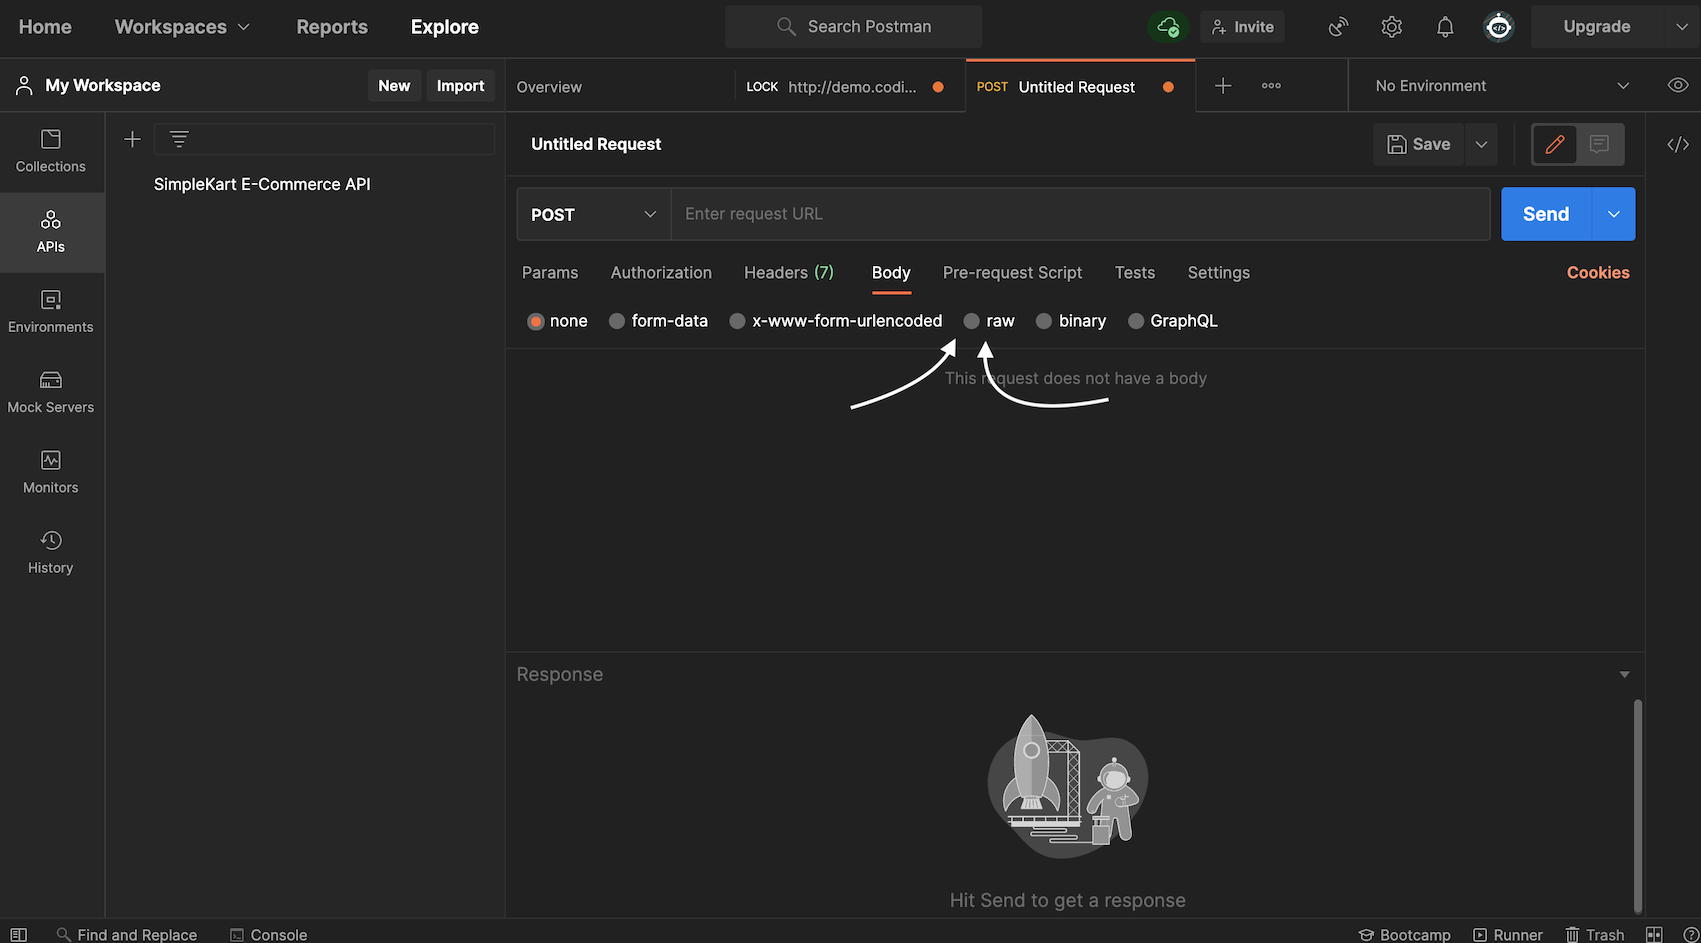 Home Workspaces Reports Explore Search Postman Invite Upgrade
My Workspace New Import Overview LOCK http://demo.codi... POST Untitled Request No Environment
Collections
APIs
Environments
Mock Servers
Monitors
History
SimpleKart E-Commerce API
Untitled Request Save
POST Enter request URL Send
Params Authorization Headers (7) Body Pre-request Script Tests Settings Cookies
none form-data x-www-form-urlencoded raw binary GraphQL
This request does not have a body
Response
Hit Send to get a response
Find and Replace Console Bootcamp Runner Trash